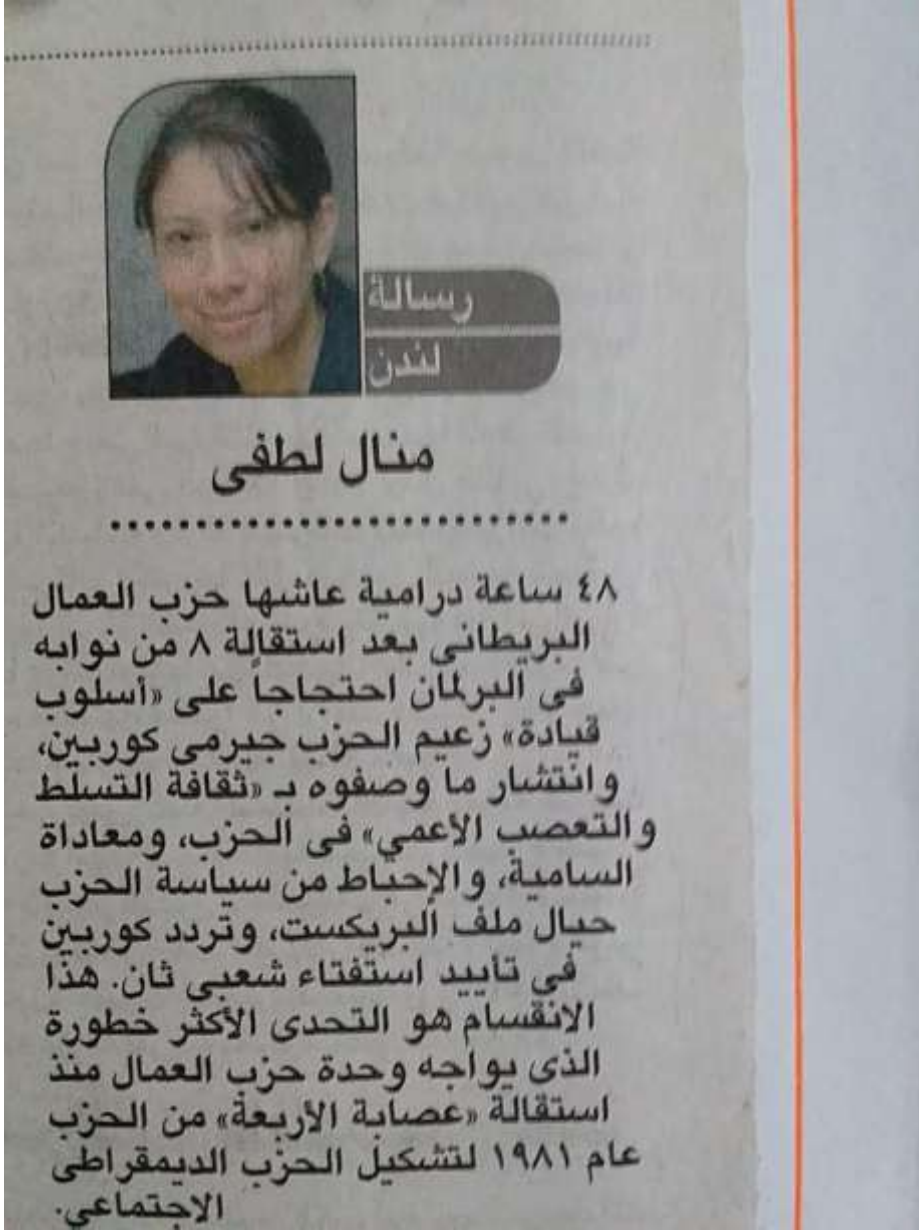 رسالة
لندن
منال لطفى
٤٨ ساعة درامية عاشها حزب العمال
البريطانى بعد استقالة ٨ من نوابه
فى البرلمان احتجاجاً على «أسلوب
قيادة» زعيم الحزب جيرمى كوربين،
وانتشار ما وصفوه بـ «ثقافة التسلط
والتعصب الأعمي» فى الحزب، ومعاداة
السامية، والإحباط من سياسة الحزب
حيال ملف البريكست، وتردد كوربين
فى تأييد استفتاء شعبى ثان. هذا
الانقسام هو التحدى الأكثر خطورة
الذى يواجه وحدة حزب العمال منذ
استقالة «عصابة الأربعة» من الحزب
عام ١٩٨١ لتشكيل الحزب الديمقراطى
الاجتماعي.